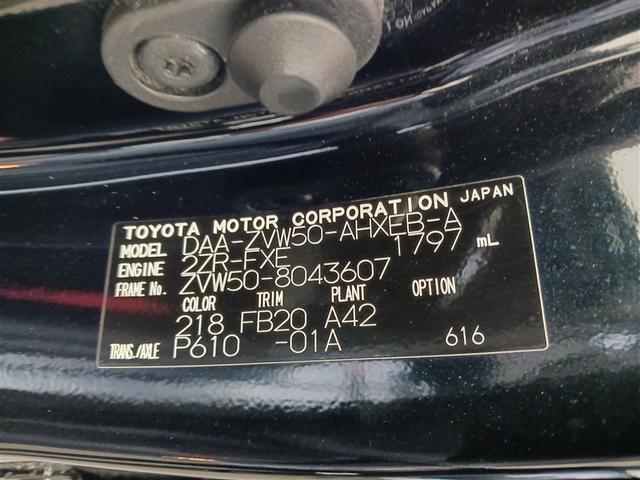 TOYOTA MOTOR CORPORATION JAPAN
MODEL DAA-ZVW50-AHXEB-A
ENGINE 2ZR-FXE 1797 mL
FRAME No. ZVW50-8043607
COLOR TRIM PLANT OPTION
218 FB20 A42
TRANS./AXLE P610 -01A 616